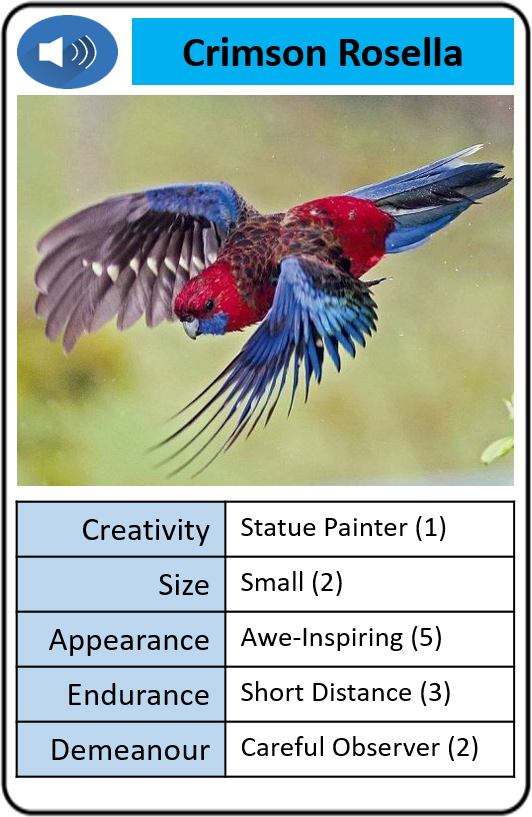 Crimson Rosella
Creativity Statue Painter (1)
Size Small (2)
Appearance Awe-Inspiring (5)
Endurance Short Distance (3)
Demeanour Careful Observer (2)